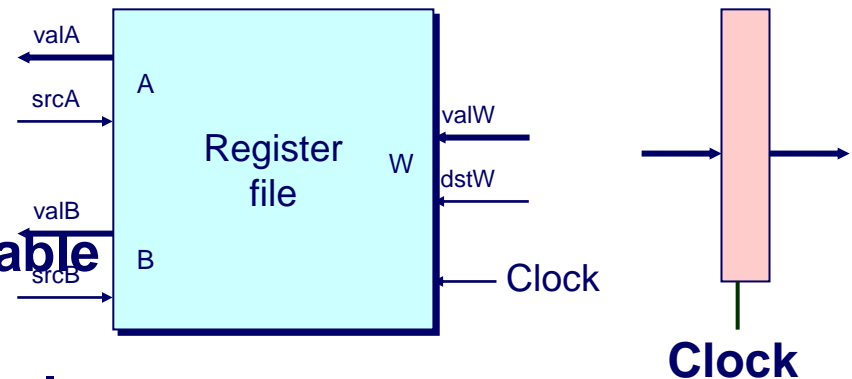 valA
srcA
A
Register
file
valW
W
dstW
valB
able
srcB
B
Clock
Clock